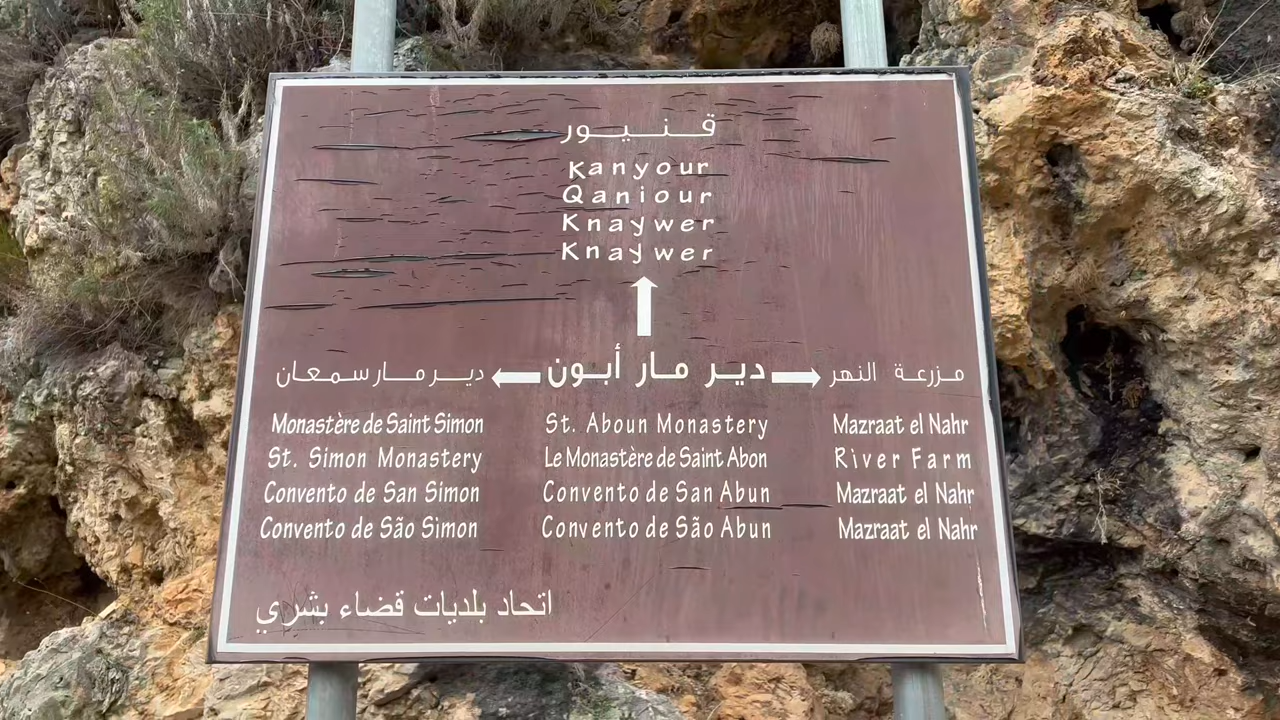 قنيور
Kanyour
Qaniour
Knaywer
Knaywer
دير مار سمعان
دير مار أبون
مزرعة النهر
Monastère de Saint Simon
St. Simon Monastery
Convento de San Simon
Convento de São Simon
St. Aboun Monastery
Le Monastère de Saint Abon
Convento de San Abun
Convento de São Abun
Mazraat el Nahr
River Farm
Mazraat el Nahr
Mazraat el Nahr
اتحاد بلديات قضاء بشري